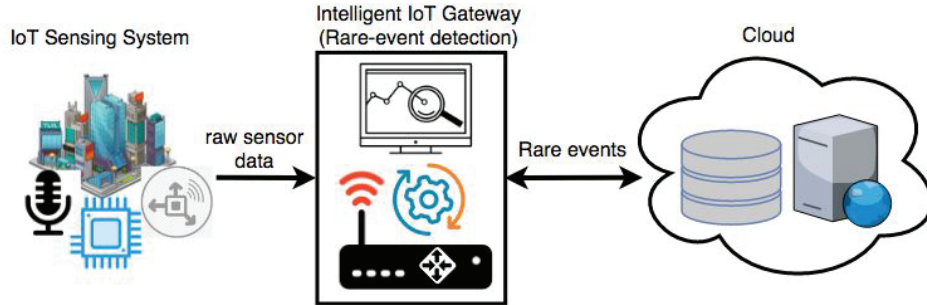 IoT Sensing System
Intelligent IoT Gateway
(Rare-event detection)
Cloud
raw sensor
data
Rare events